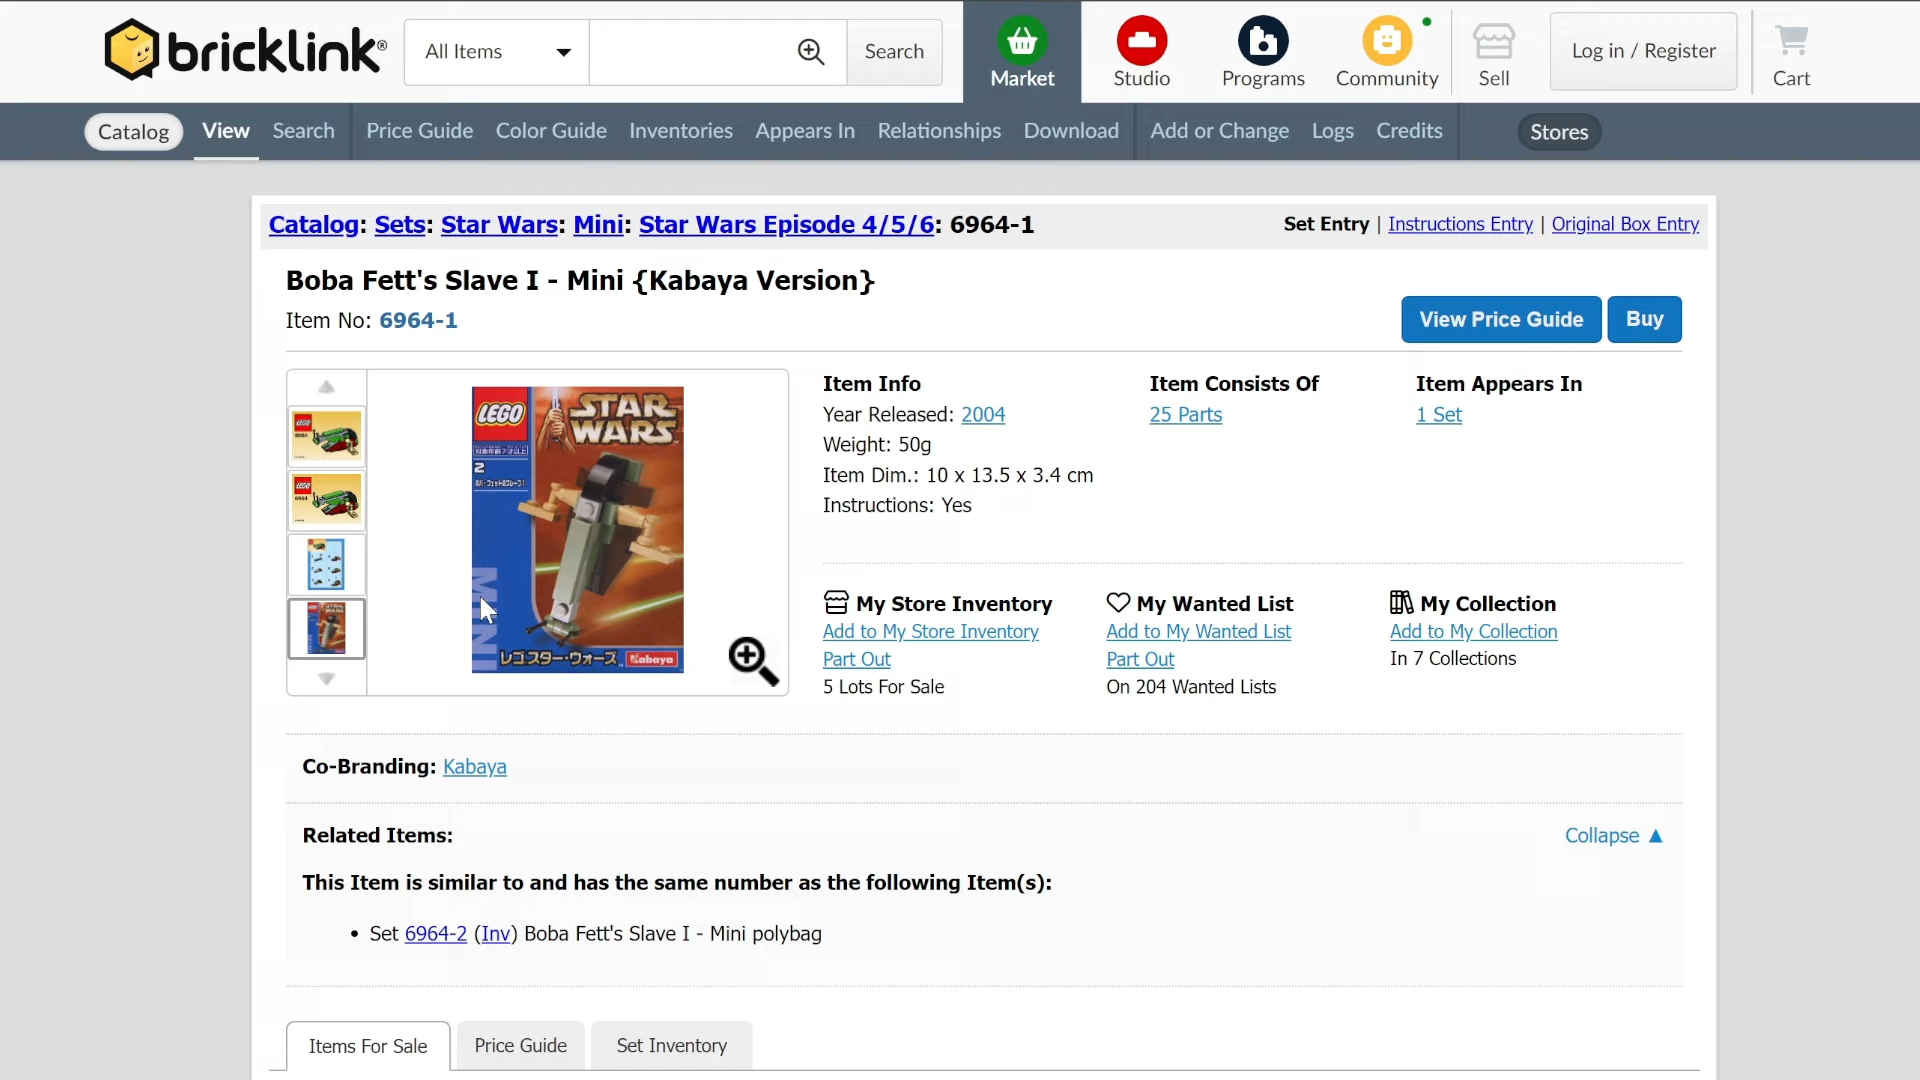 bricklink®
All Items
Search
Market
Studio
Programs
Community
Sell
Log in / Register
Cart
Catalog View Search Price Guide Color Guide Inventories Appears In Relationships Download Add or Change Logs Credits Stores
Catalog: Sets: Star Wars: Mini: Star Wars Episode 4/5/6: 6964-1
Set Entry | Instructions Entry | Original Box Entry
Boba Fett's Slave I - Mini {Kabaya Version}
Item No: 6964-1
View Price Guide
Buy
LEGO
STAR WARS
2
MINI
レゴ スター・ウォーズ
Kabaya
Item Info
Year Released: 2004
Weight: 50g
Item Dim.: 10 x 13.5 x 3.4 cm
Instructions: Yes
Item Consists Of
25 Parts
Item Appears In
1 Set
My Store Inventory
Add to My Store Inventory
Part Out
5 Lots For Sale
My Wanted List
Add to My Wanted List
Part Out
On 204 Wanted Lists
My Collection
Add to My Collection
In 7 Collections
Co-Branding: Kabaya
Related Items:
Collapse ▲
This Item is similar to and has the same number as the following Item(s):
• Set 6964-2 (Inv) Boba Fett's Slave I - Mini polybag
Items For Sale
Price Guide
Set Inventory